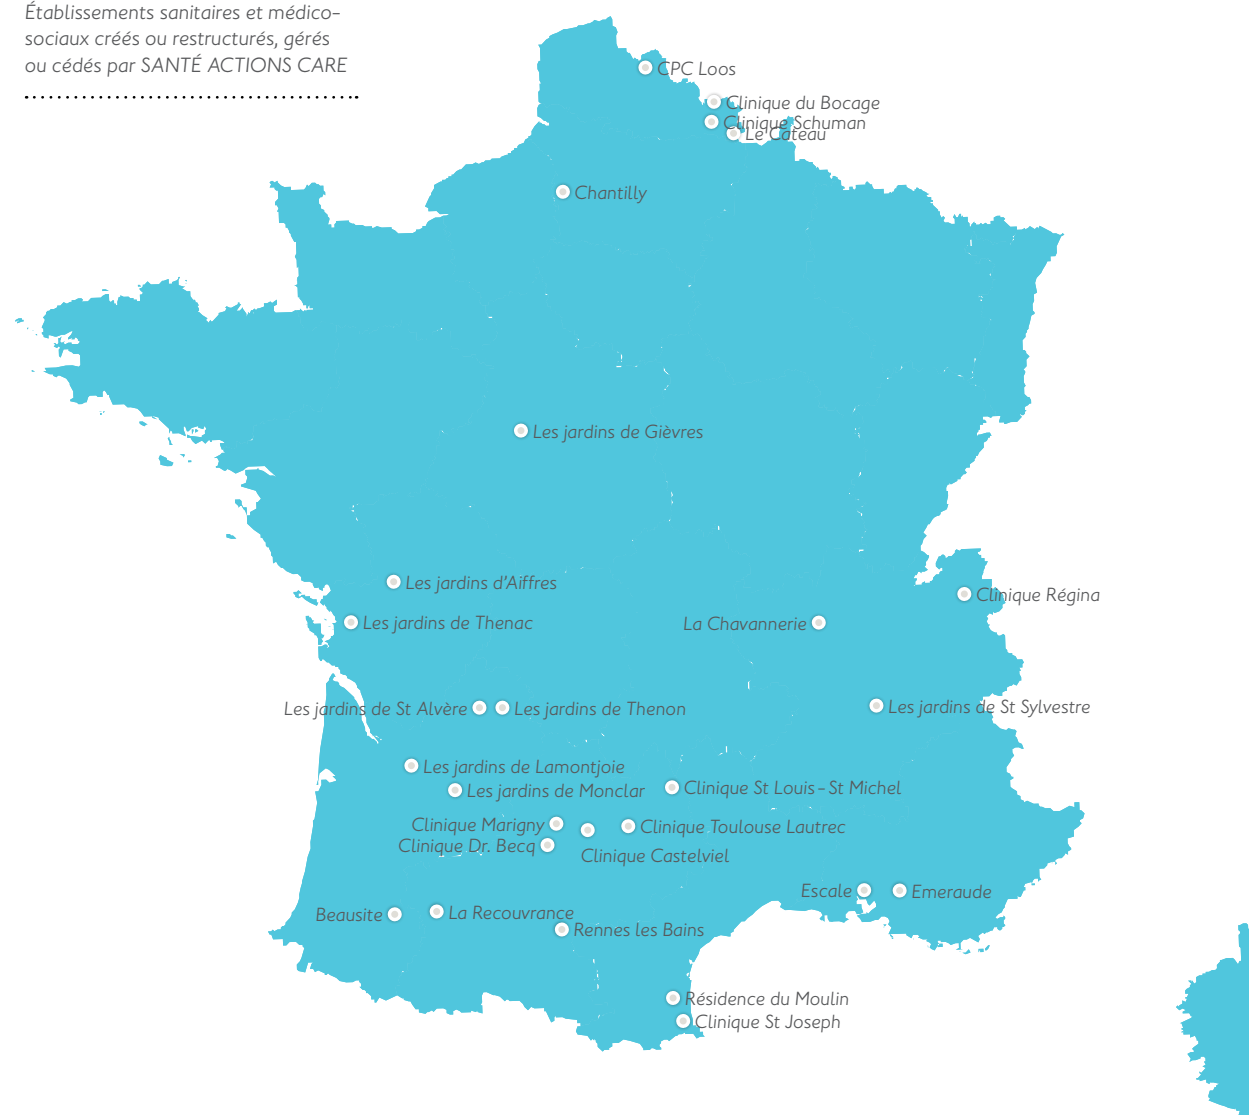 Établissements sanitaires et médico-
sociaux créés ou restructurés, gérés
ou cédés par SANTÉ ACTIONS CARE
CPC Loos
Clinique du Bocage
Clinique Schuman
Le Cateau
Chantilly
Les jardins de Gièvres
Les jardins d'Aiffres
Clinique Régina
Les jardins de Thenac
La Chavannerie
Les jardins de St Alvère
Les jardins de Thenon
Les jardins de St Sylvestre
Les jardins de Lamontjoie
Les jardins de Monclar
Clinique St Louis - St Michel
Clinique Marigny
Clinique Toulouse Lautrec
Clinique Dr. Becq
Clinique Castelviel
Escale
Emeraude
Beausite
La Recouvrance
Rennes les Bains
Résidence du Moulin
Clinique St Joseph